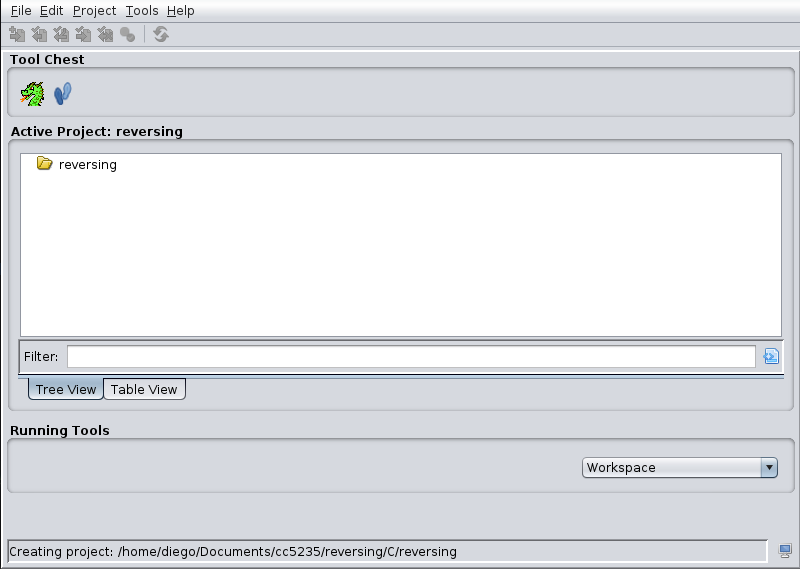 File Edit Project Tools Help
Tool Chest
Active Project: reversing
reversing
Filter:
Tree View Table View
Running Tools
Workspace
Creating project: /home/diego/Documents/cc5235/reversing/C/reversing